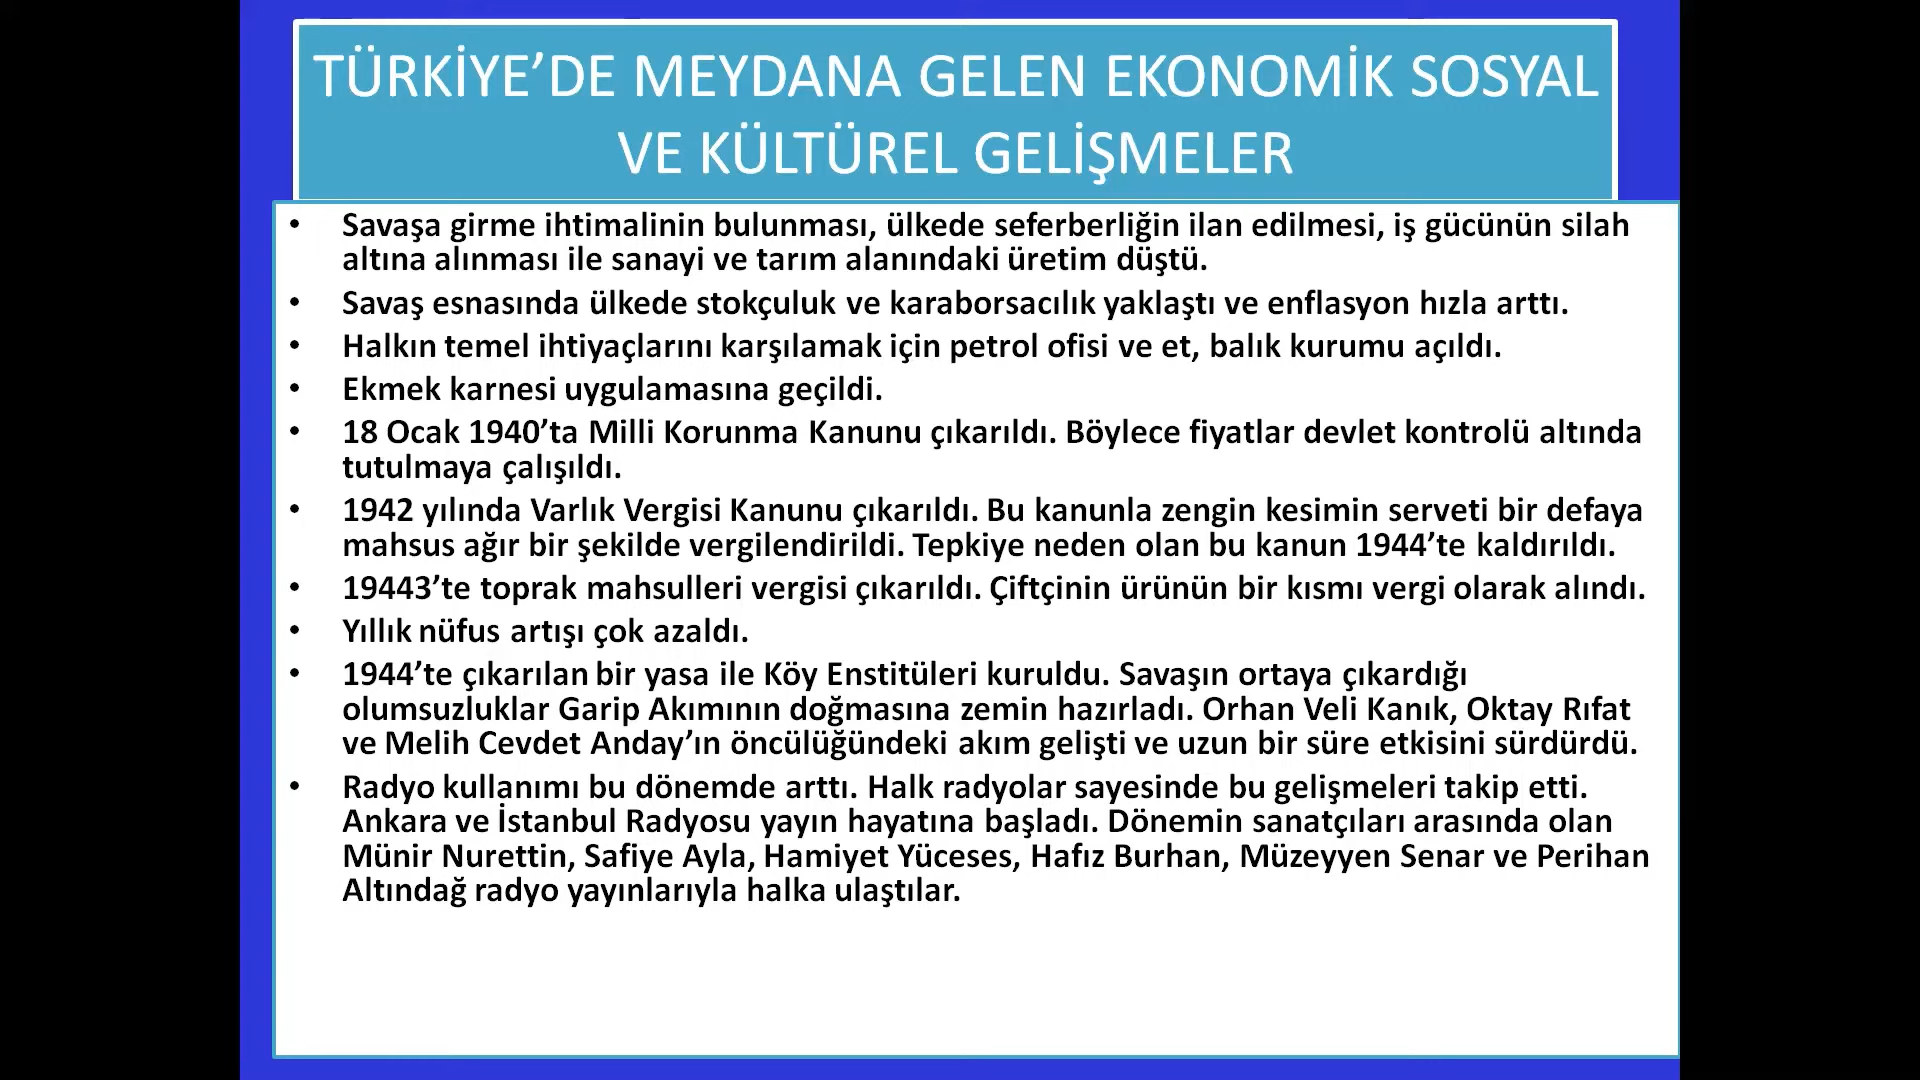 TÜRKİYE’DE MEYDANA GELEN EKONOMİK SOSYAL
VE KÜLTÜREL GELİŞMELER
• Savaşa girme ihtimalinin bulunması, ülkede seferberliğin ilan edilmesi, iş gücünün silah
altına alınması ile sanayi ve tarım alanındaki üretim düştü.
• Savaş esnasında ülkede stokçuluk ve karaborsacılık yaklaştı ve enflasyon hızla arttı.
• Halkın temel ihtiyaçlarını karşılamak için petrol ofisi ve et, balık kurumu açıldı.
• Ekmek karnesi uygulamasına geçildi.
• 18 Ocak 1940’ta Milli Korunma Kanunu çıkarıldı. Böylece fiyatlar devlet kontrolü altında
tutulmaya çalışıldı.
• 1942 yılında Varlık Vergisi Kanunu çıkarıldı. Bu kanunla zengin kesimin serveti bir defaya
mahsus ağır bir şekilde vergilendirildi. Tepkiye neden olan bu kanun 1944’te kaldırıldı.
• 19443’te toprak mahsulleri vergisi çıkarıldı. Çiftçinin ürünün bir kısmı vergi olarak alındı.
• Yıllık nüfus artışı çok azaldı.
• 1944’te çıkarılan bir yasa ile Köy Enstitüleri kuruldu. Savaşın ortaya çıkardığı
olumsuzluklar Garip Akımının doğmasına zemin hazırladı. Orhan Veli Kanık, Oktay Rıfat
ve Melih Cevdet Anday’ın öncülüğündeki akım gelişti ve uzun bir süre etkisini sürdürdü.
• Radyo kullanımı bu dönemde arttı. Halk radyolar sayesinde bu gelişmeleri takip etti.
Ankara ve İstanbul Radyosu yayın hayatına başladı. Dönemin sanatçıları arasında olan
Münir Nurettin, Safiye Ayla, Hamiyet Yüceses, Hafız Burhan, Müzeyyen Senar ve Perihan
Altındağ radyo yayınlarıyla halka ulaştılar.